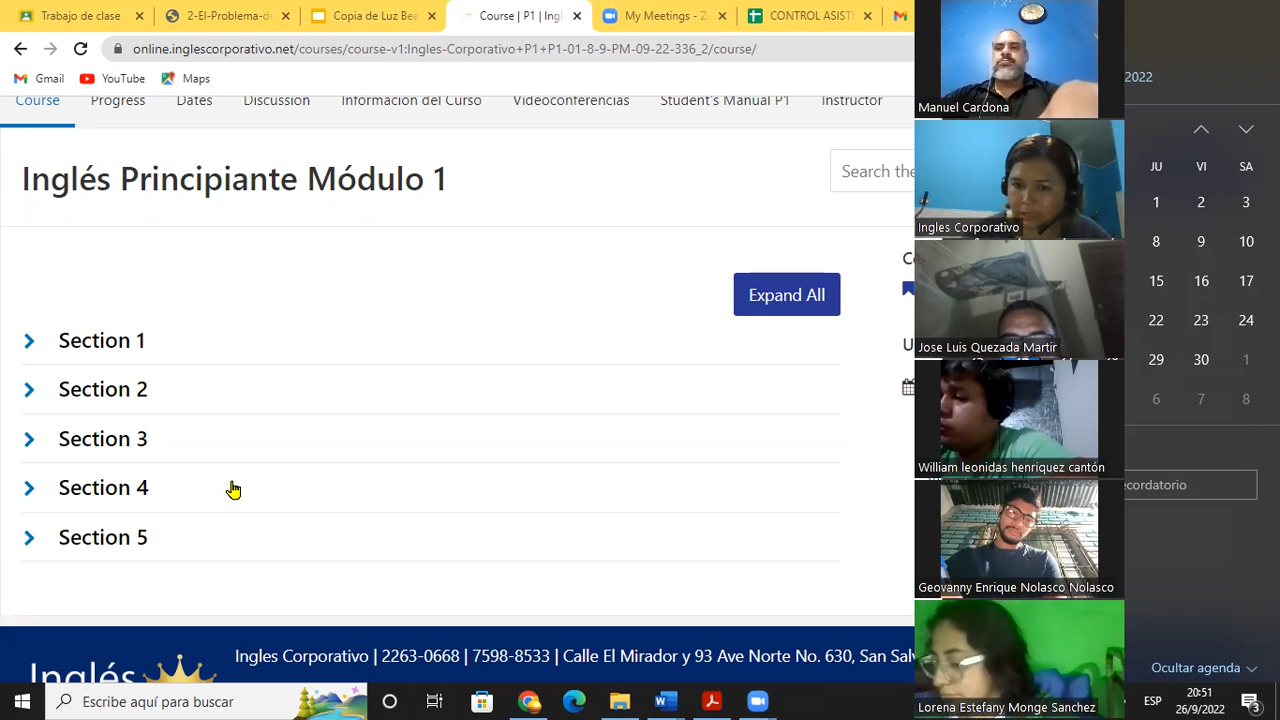 Trabajo de clase
2-El-Problema-d
Copia de Luz Bea
Course | P1 | Ingl
My Meetings - Z
CONTROL ASIST
online.inglescorporativo.net/courses/course-v1:Ingles-Corporativo+P1+P1-01-8-9-PM-09-22-336_2/course/
Gmail
YouTube
Maps
Course
Progress
Dates
Discussion
Información del Curso
Videoconferencias
Student's Manual P1
Instructor
Inglés Principiante Módulo 1
Search the
Expand All
Section 1
Section 2
Section 3
Section 4
Section 5
Inglés
Ingles Corporativo | 2263-0668 | 7598-8533 | Calle El Mirador y 93 Ave Norte No. 630, San Salv
Manuel Cardona
Ingles Corporativo
Jose Luis Quezada Martir
William leonidas henriquez cantón
Geovanny Enrique Nolasco Nolasco
Lorena Estefany Monge Sanchez
2022
JU VI SA
1 2 3
8 9 10
15 16 17
22 23 24
29 30 1
6 7 8
ecordatorio
Ocultar agenda
Escribe aquí para buscar
ESP
20:51
26/9/2022
3